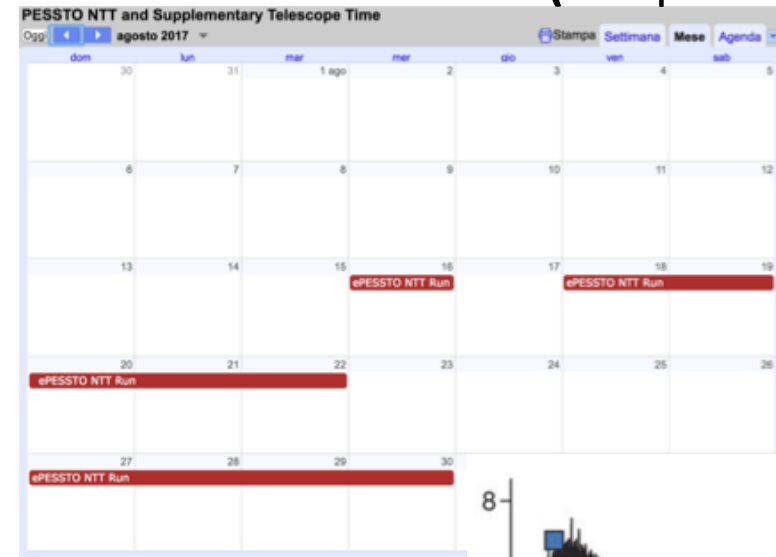 PESSTO NTT and Supplementary Telescope Time
Oggi agosto 2017 Stampa Settimana Mese Agenda
dom lun mar mer gio ven sab
30 31 1 ago 2 3 4 5
6 7 8 9 10 11 12
13 14 15 16 17 18 19
ePESSTO NTT Run ePESSTO NTT Run
20 21 22 23 24 25 26
ePESSTO NTT Run
27 28 29 30
ePESSTO NTT Run
8